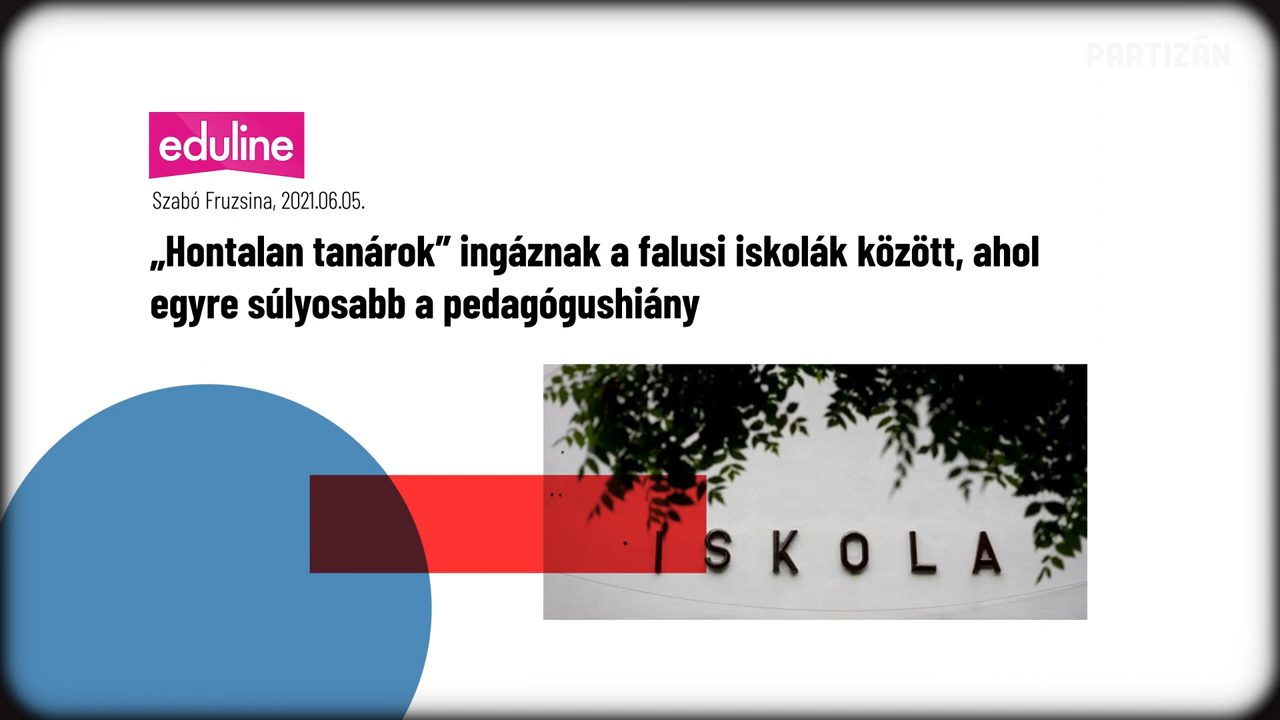 PARTIZÁN
eduline
Szabó Fruzsina, 2021.06.05.
„Hontalan tanárok” ingáznak a falusi iskolák között, ahol
egyre súlyosabb a pedagógushiány
ISKOLA